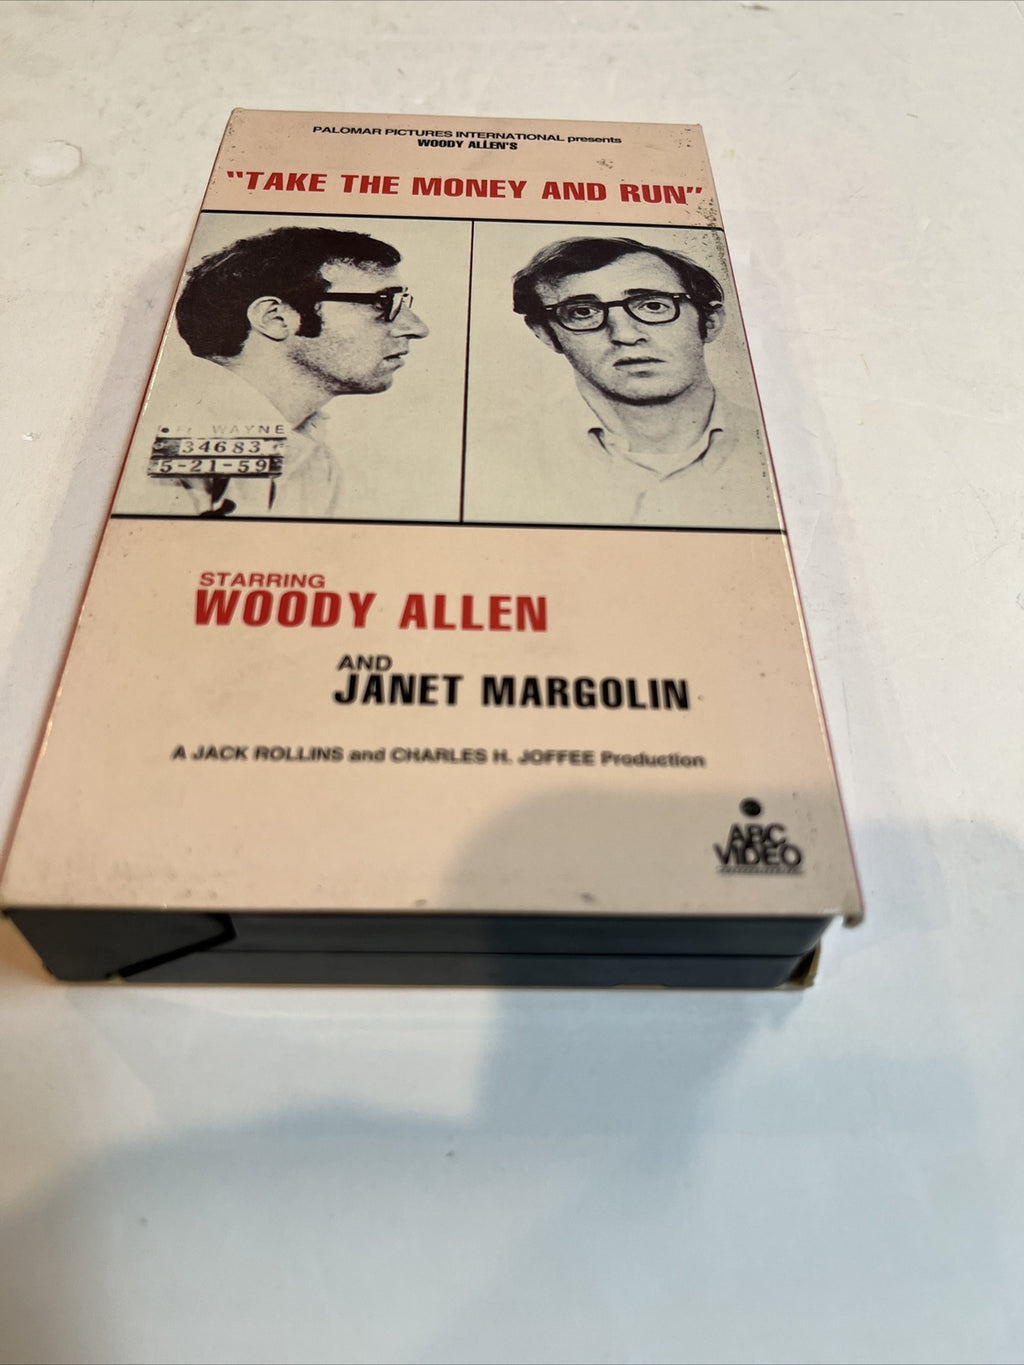 PALOMAR PICTURES INTERNATIONAL presents
WOODY ALLEN'S
"TAKE THE MONEY AND RUN"
WAYNE
34683
5-21-59
STARRING
WOODY ALLEN
AND
JANET MARGOLIN
A JACK ROLLINS and CHARLES H. JOFFEE Production
ABC
VIDEO